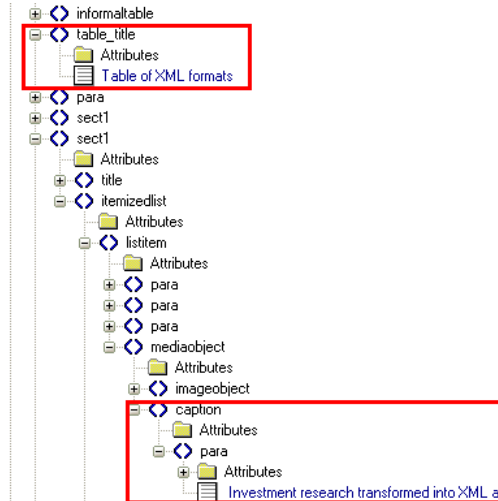 informaltable
table_title
Attributes
Table of XML formats
para
sect1
sect1
Attributes
title
itemizedlist
Attributes
listitem
Attributes
para
para
para
mediaobject
Attributes
imageobject
caption
Attributes
para
Attributes
Investment research transformed into XML a